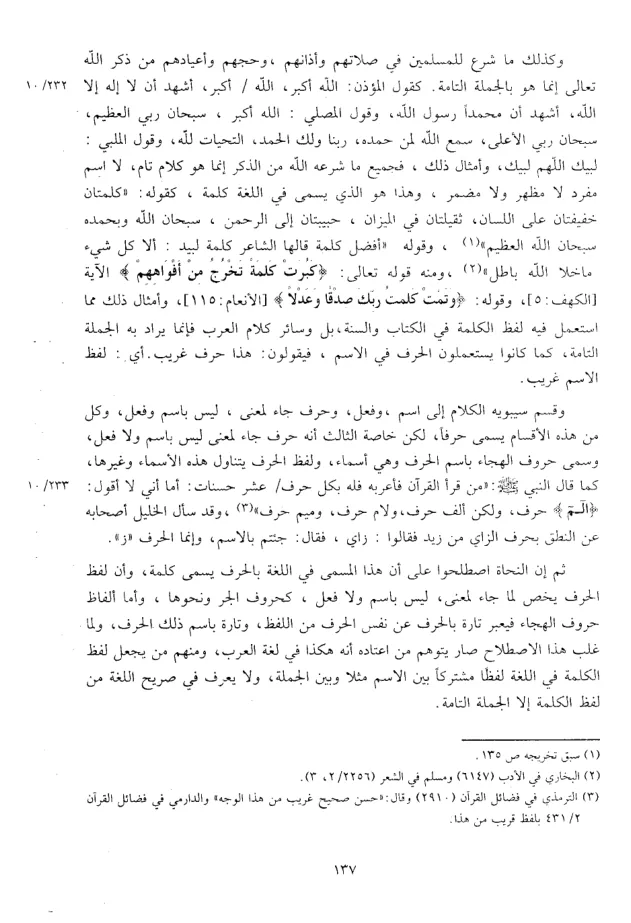 وكذلك ما شرع للمسلمين في صلاتهم وأذانهم ،وحجهم وأعيادهم من ذكر الله
تعالى إنما هو بالجملة التامة. كقول المؤذن: الله أكبر، الله / أكبر، أشهد أن لا إله إلا ١٠/٢٣٢
الله، أشهد أن محمداً رسول الله، وقول المصلي : الله أكبر ، سبحان ربي العظيم،
سبحان ربي الأعلى، سمع الله لمن حمده، ربنا ولك الحمد، التحيات لله، وقول الملبي :
لبيك اللهم لبيك، وأمثال ذلك ، فجميع ما شرعه الله من الذكر إنما هو كلام تام، لا اسم
مفرد لا مظهر ولا مضمر ، وهذا هو الذي يسمى في اللغة كلمة ، كقوله: «كلمتان
خفيفتان على اللسان، ثقيلتان في الميزان ، حبيبتان إلى الرحمن ، سبحان الله وبحمده
سبحان الله العظيم»(١) ، وقوله «أفضل كلمة قالها الشاعر كلمة لبيد : ألا كل شيء
ماخلا الله باطل»(٢) ،ومنه قوله تعالى: ﴿كَبُرَتْ كَلِمَةً تَخْرُجُ مِنْ أَفْوَاهِهِمْ ﴾ الآية
[الكهف:٥]، وقوله: ﴿وَتَمَّتْ كَلِمَتُ رَبِّكَ صِدْقًا وَعَدْلًا ﴾ [الأنعام:١١٥]، وأمثال ذلك مما
استعمل فيه لفظ الكلمة في الكتاب والسنة،بل وسائر كلام العرب فإنما يراد به الجملة
التامة، كما كانوا يستعملون الحرف في الاسم ، فيقولون: هذا حرف غريب.أي : لفظ
الاسم غريب.
وقسم سيبويه الكلام إلى اسم ،وفعل، وحرف جاء لمعنى ، ليس باسم وفعل، وكل
من هذه الأقسام يسمى حرفاً، لكن خاصة الثالث أنه حرف جاء لمعنى ليس باسم ولا فعل،
وسمى حروف الهجاء باسم الحرف وهي أسماء، ولفظ الحرف يتناول هذه الأسماء وغيرها،
كما قال النبي ﷺ:«من قرأ القرآن فأعربه فله بكل حرف/ عشر حسنات: أما أني لا أقول: ١٠/٢٣٣
﴿الٓـمٓ﴾ حرف، ولكن ألف حرف،ولام حرف، وميم حرف»(٣) ،وقد سأل الخليل أصحابه
عن النطق بحرف الزاي من زيد فقالوا : زاي ، فقال: جئتم بالاسم، وإنما الحرف «ز».
ثم إن النحاة اصطلحوا على أن هذا المسمى في اللغة بالحرف يسمى كلمة، وأن لفظ
الحرف يخص لما جاء لمعنى، ليس باسم ولا فعل ، كحروف الجر ونحوها ، وأما ألفاظ
حروف الهجاء فيعبر تارة بالحرف عن نفس الحرف من اللفظ، وتارة باسم ذلك الحرف، ولما
غلب هذا الاصطلاح صار يتوهم من اعتاده أنه هكذا في لغة العرب، ومنهم من يجعل لفظ
الكلمة في اللغة لفظًا مشتركاً بين الاسم مثلا وبين الجملة، ولا يعرف في صريح اللغة من
لفظ الكلمة إلا الجملة التامة.
(١) سبق تخريجه ص ١٣٥.
(٢) البخاري في الأدب (٦١٤٧) ومسلم في الشعر (٢/٢٢٥٦، ٣).
(٣) الترمذي في فضائل القرآن (٢٩١٠) وقال:«حسن صحيح غريب من هذا الوجه» والدارمي في فضائل القرآن
٢/ ٤٣١ بلفظ قريب من هذا.
١٣٧